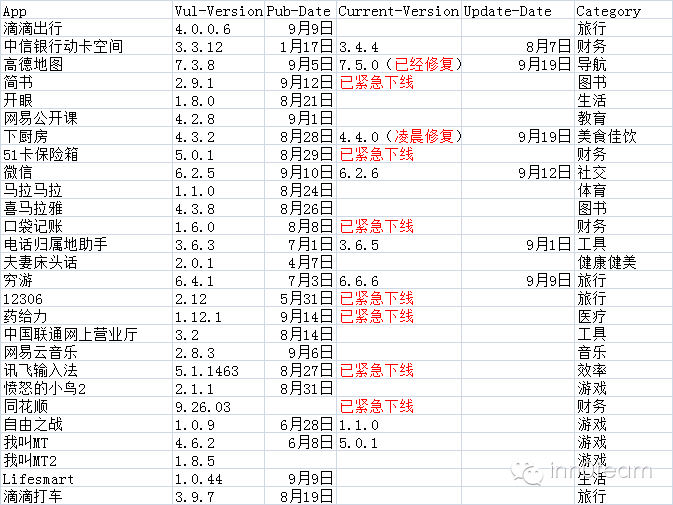 App Vul-Version Pub-Date Current-Version Update-Date Category
滴滴出行 4.0.0.6 9月9日 旅行
中信银行动卡空间 3.3.12 1月17日 3.4.4 8月7日 财务
高德地图 7.3.8 9月5日 7.5.0（已经修复） 9月19日 导航
简书 2.9.1 9月12日 已紧急下线 图书
开眼 1.8.0 8月21日 生活
网易公开课 4.2.8 9月1日 教育
下厨房 4.3.2 8月28日 4.4.0（凌晨修复） 9月19日 美食佳饮
51卡保险箱 5.0.1 8月29日 已紧急下线 财务
微信 6.2.5 9月10日 6.2.6 9月12日 社交
马拉马拉 1.1.0 8月24日 体育
喜马拉雅 4.3.8 8月26日 图书
口袋记账 1.6.0 8月8日 已紧急下线 财务
电话归属地助手 3.6.3 7月1日 3.6.5 9月1日 工具
夫妻床头话 2.0.1 4月7日 健康健美
穷游 6.4.1 7月3日 6.6.6 9月9日 旅行
12306 2.12 5月31日 已紧急下线 旅行
药给力 1.12.1 9月14日 已紧急下线 医疗
中国联通网上营业厅 3.2 8月14日 工具
网易云音乐 2.8.3 9月6日 音乐
讯飞输入法 5.1.1463 8月27日 已紧急下线 效率
愤怒的小鸟2 2.1.1 8月31日 游戏
同花顺 9.26.03 已紧急下线 财务
自由之战 1.0.9 6月28日 1.1.0 游戏
我叫MT 4.6.2 6月8日 5.0.1 游戏
我叫MT2 1.8.5 游戏
Lifesmart 1.0.44 9月9日 生活
滴滴打车 3.9.7 8月19日 旅行